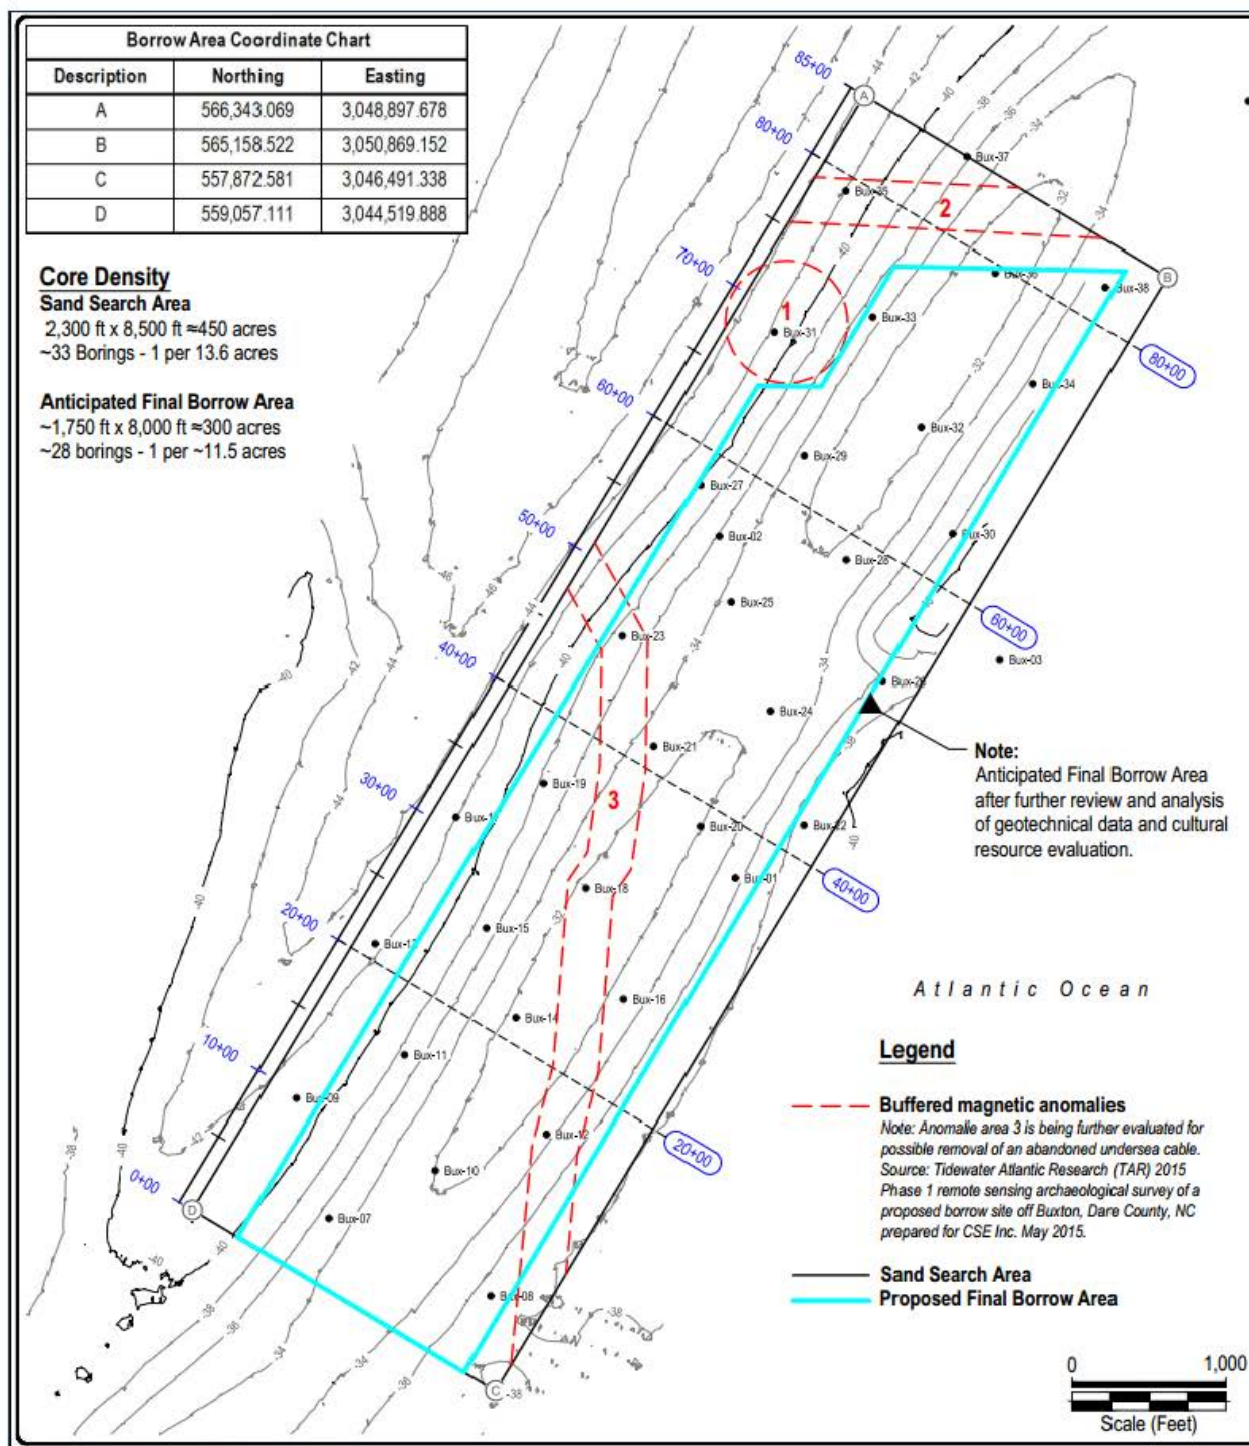 Borrow Area Coordinate Chart
Description Northing Easting
A 566,343.069 3,048,897.678
B 565,158.522 3,050,869.152
C 557,872.581 3,046,491.338
D 559,057.111 3,044,519.888
Core Density
Sand Search Area
2,300 ft x 8,500 ft ≈450 acres
~33 Borings - 1 per 13.6 acres
Anticipated Final Borrow Area
~1,750 ft x 8,000 ft ≈300 acres
~28 borings - 1 per ~11.5 acres
85+00
A
80+00
Bux-37
Bux-35
2
70+00
B
Bux-36
Bux-38
1
Bux-33
Bux-31
80+00
60+00
Bux-34
Bux-32
Bux-29
Bux-27
50+00
Bux-02
Bux-30
Bux-28
Bux-25
60+00
Bux-23
40+00
Bux-03
Bux-24
Bux-21
Note:
Anticipated Final Borrow Area
after further review and analysis
of geotechnical data and cultural
resource evaluation.
30+00
Bux-19
3
Bux-20
Bux-22
Bux-01
40+00
Bux-18
20+00
Bux-15
Bux-16
Bux-14
10+00
Bux-11
Bux-09
Bux-12
20+00
Bux-10
0+00
D
Bux-07
Bux-08
C
Atlantic Ocean
Legend
Buffered magnetic anomalies
Note: Anomalie area 3 is being further evaluated for
possible removal of an abandoned undersea cable.
Source: Tidewater Atlantic Research (TAR) 2015
Phase 1 remote sensing archaeological survey of a
proposed borrow site off Buxton, Dare County, NC
prepared for CSE Inc. May 2015.
Sand Search Area
Proposed Final Borrow Area
0 1,000
Scale (Feet)